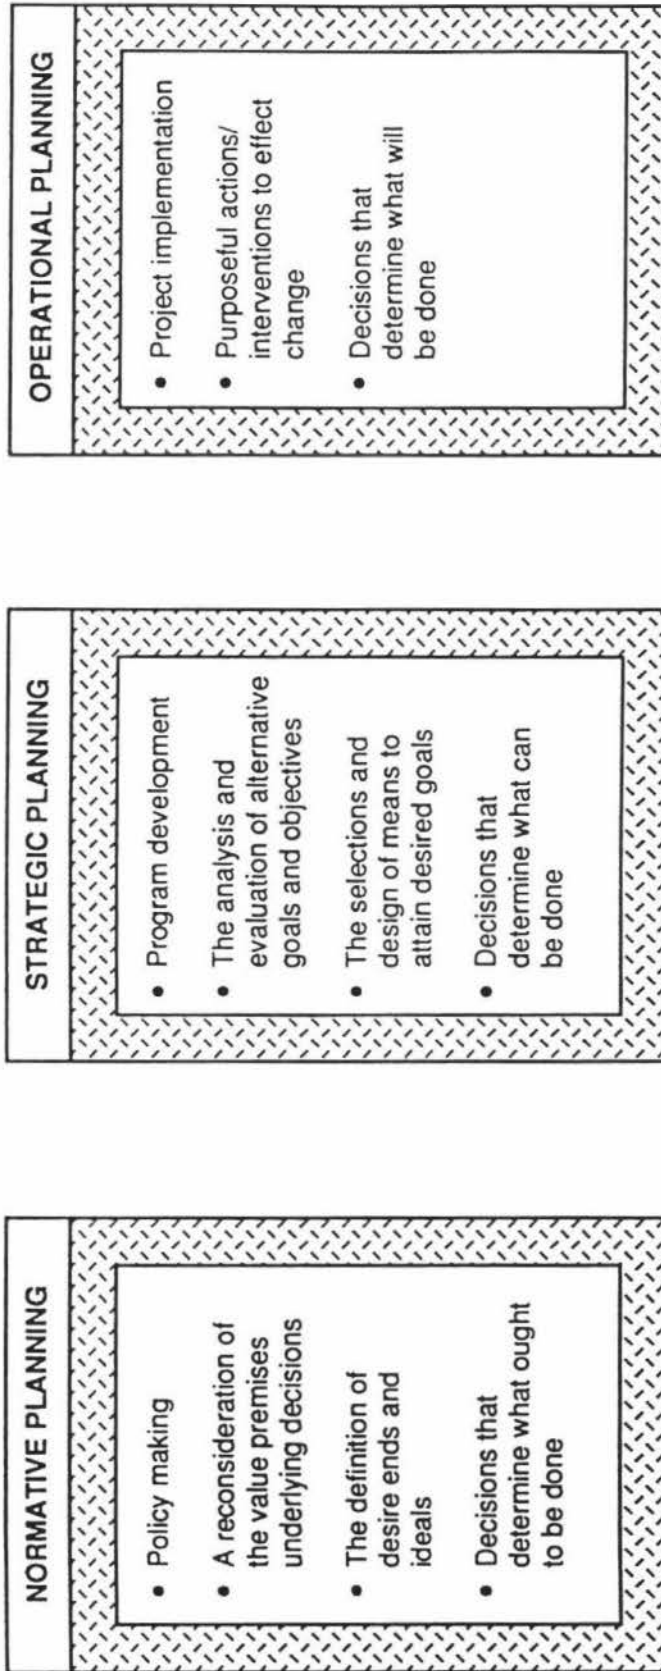 NORMATIVE PLANNING
• Policy making
• A reconsideration of
the value premises
underlying decisions
• The definition of
desire ends and
ideals
• Decisions that
determine what ought
to be done
STRATEGIC PLANNING
• Program development
• The analysis and
evaluation of alternative
goals and objectives
• The selections and
design of means to
attain desired goals
• Decisions that
determine what can
be done
OPERATIONAL PLANNING
• Project implementation
• Purposeful actions/
interventions to effect
change
• Decisions that
determine what will
be done